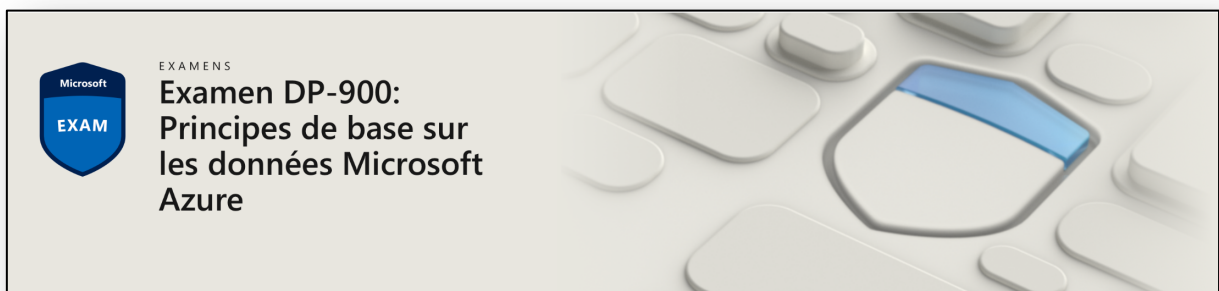 Microsoft
EXAM
EXAMENS
Examen DP-900:
Principes de base sur
les données Microsoft
Azure